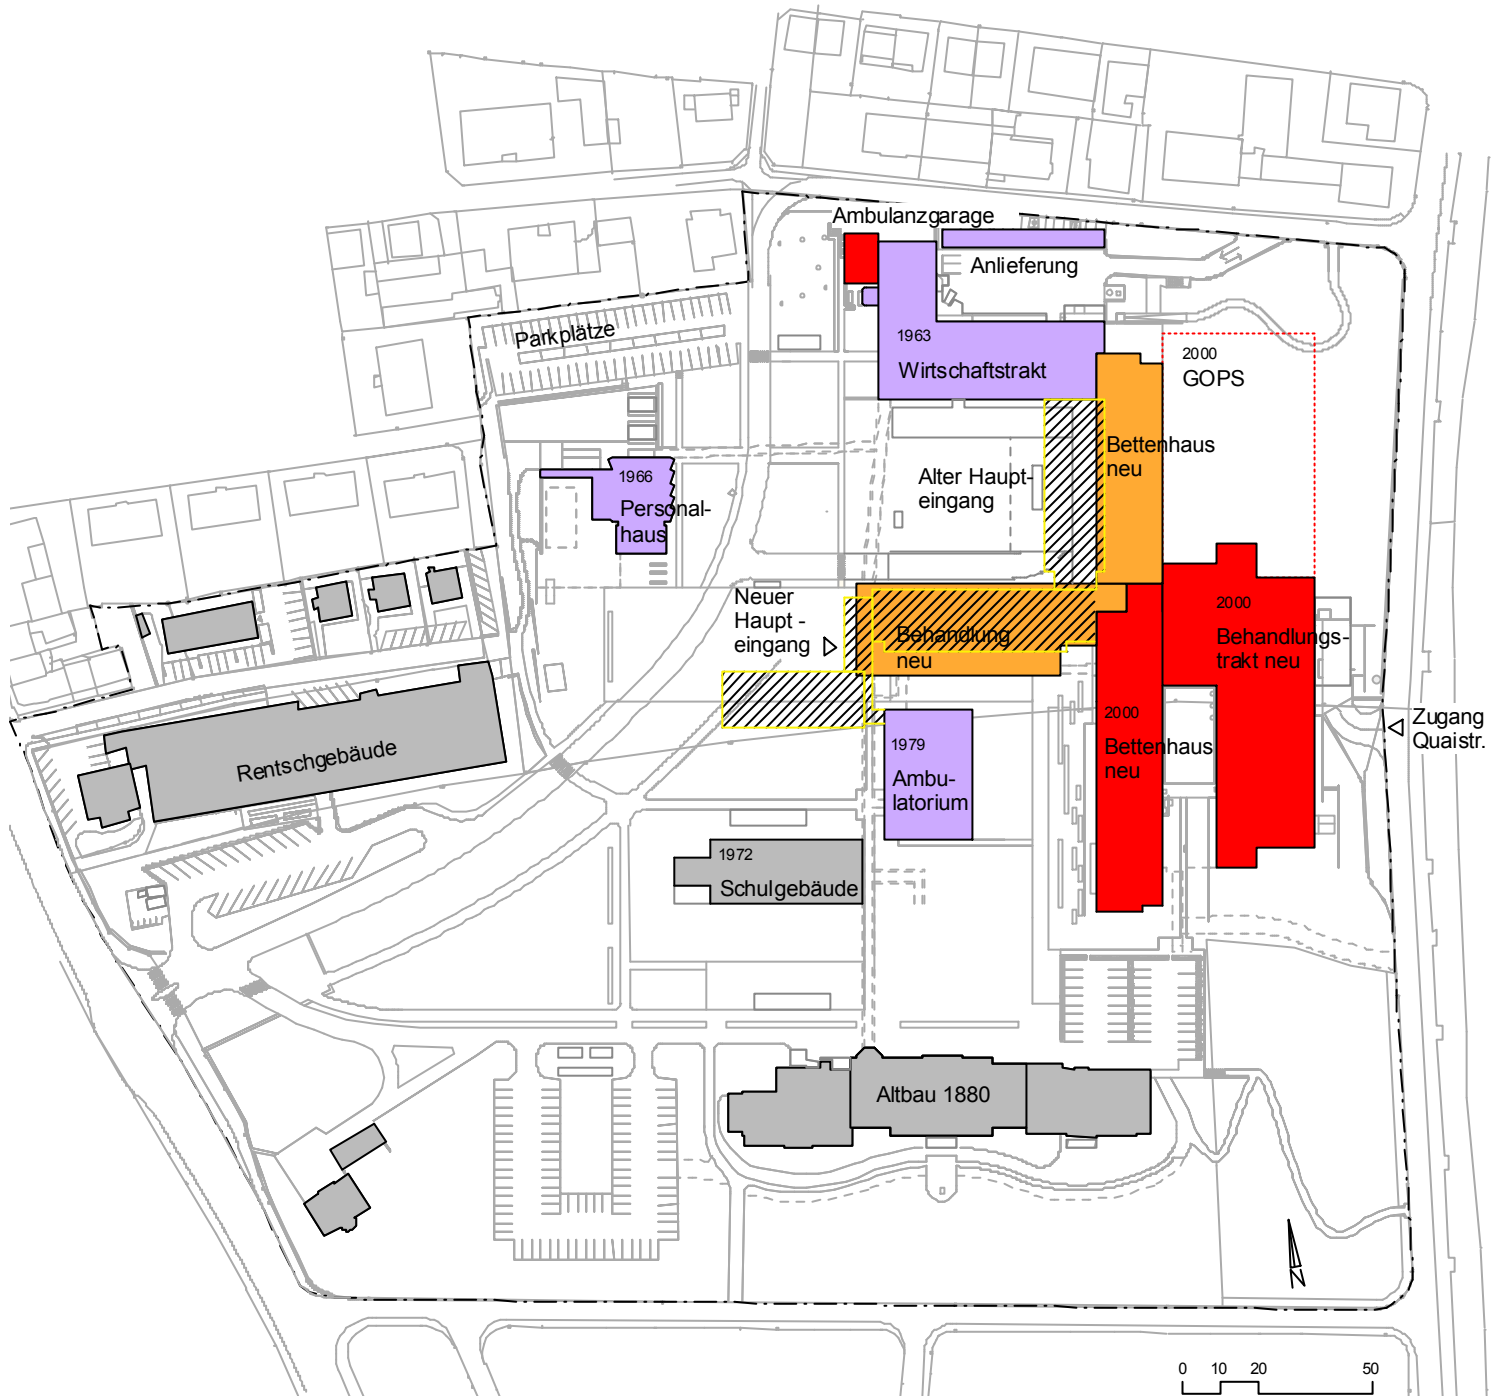 Ambulanzgarage
Anlieferung
Parkplätze
1963
Wirtschaftstrakt
2000
GOPS
1966
Personal-
haus
Alter Haupt-
eingang
Bettenhaus
neu
Neuer
Haupt -
eingang
Behandlung
neu
2000
Behandlungs-
trakt neu
Rentschgebäude
1979
Ambu-
latorium
2000
Bettenhaus
neu
Zugang
Quaistr.
1972
Schulgebäude
Altbau 1880
N
0 10 20 50